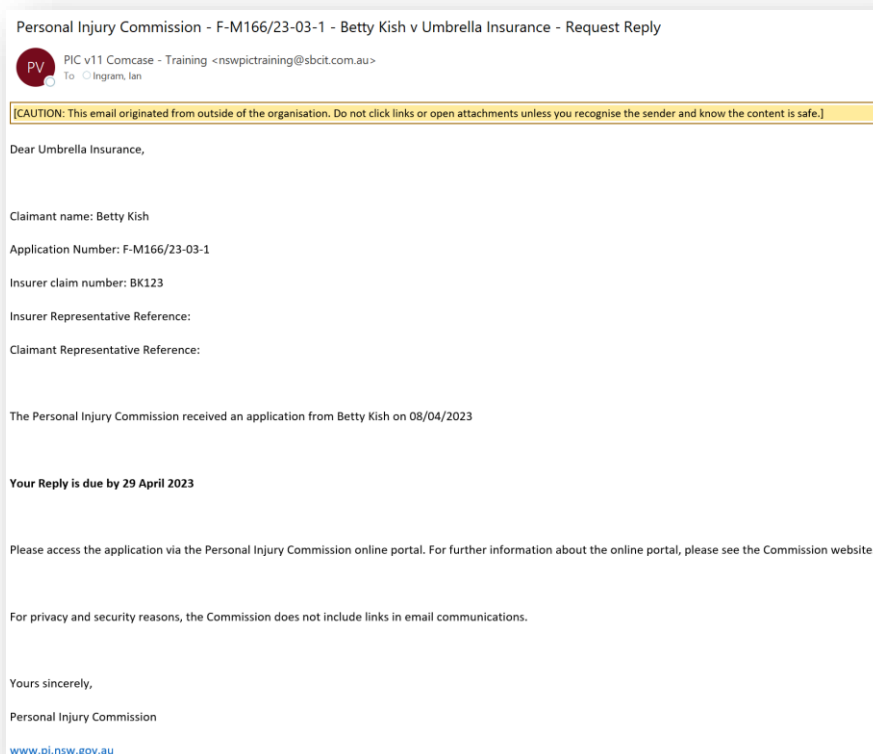 Personal Injury Commission - F-M166/23-03-1 - Betty Kish v Umbrella Insurance - Request Reply
PV
PIC v11 Comcase - Training <nswpictraining@sbcit.com.au>
To Ingram, Ian
[CAUTION: This email originated from outside of the organisation. Do not click links or open attachments unless you recognise the sender and know the content is safe.]
Dear Umbrella Insurance,
Claimant name: Betty Kish
Application Number: F-M166/23-03-1
Insurer claim number: BK123
Insurer Representative Reference:
Claimant Representative Reference:
The Personal Injury Commission received an application from Betty Kish on 08/04/2023
Your Reply is due by 29 April 2023
Please access the application via the Personal Injury Commission online portal. For further information about the online portal, please see the Commission website
For privacy and security reasons, the Commission does not include links in email communications.
Yours sincerely,
Personal Injury Commission
www.pi.nsw.gov.au